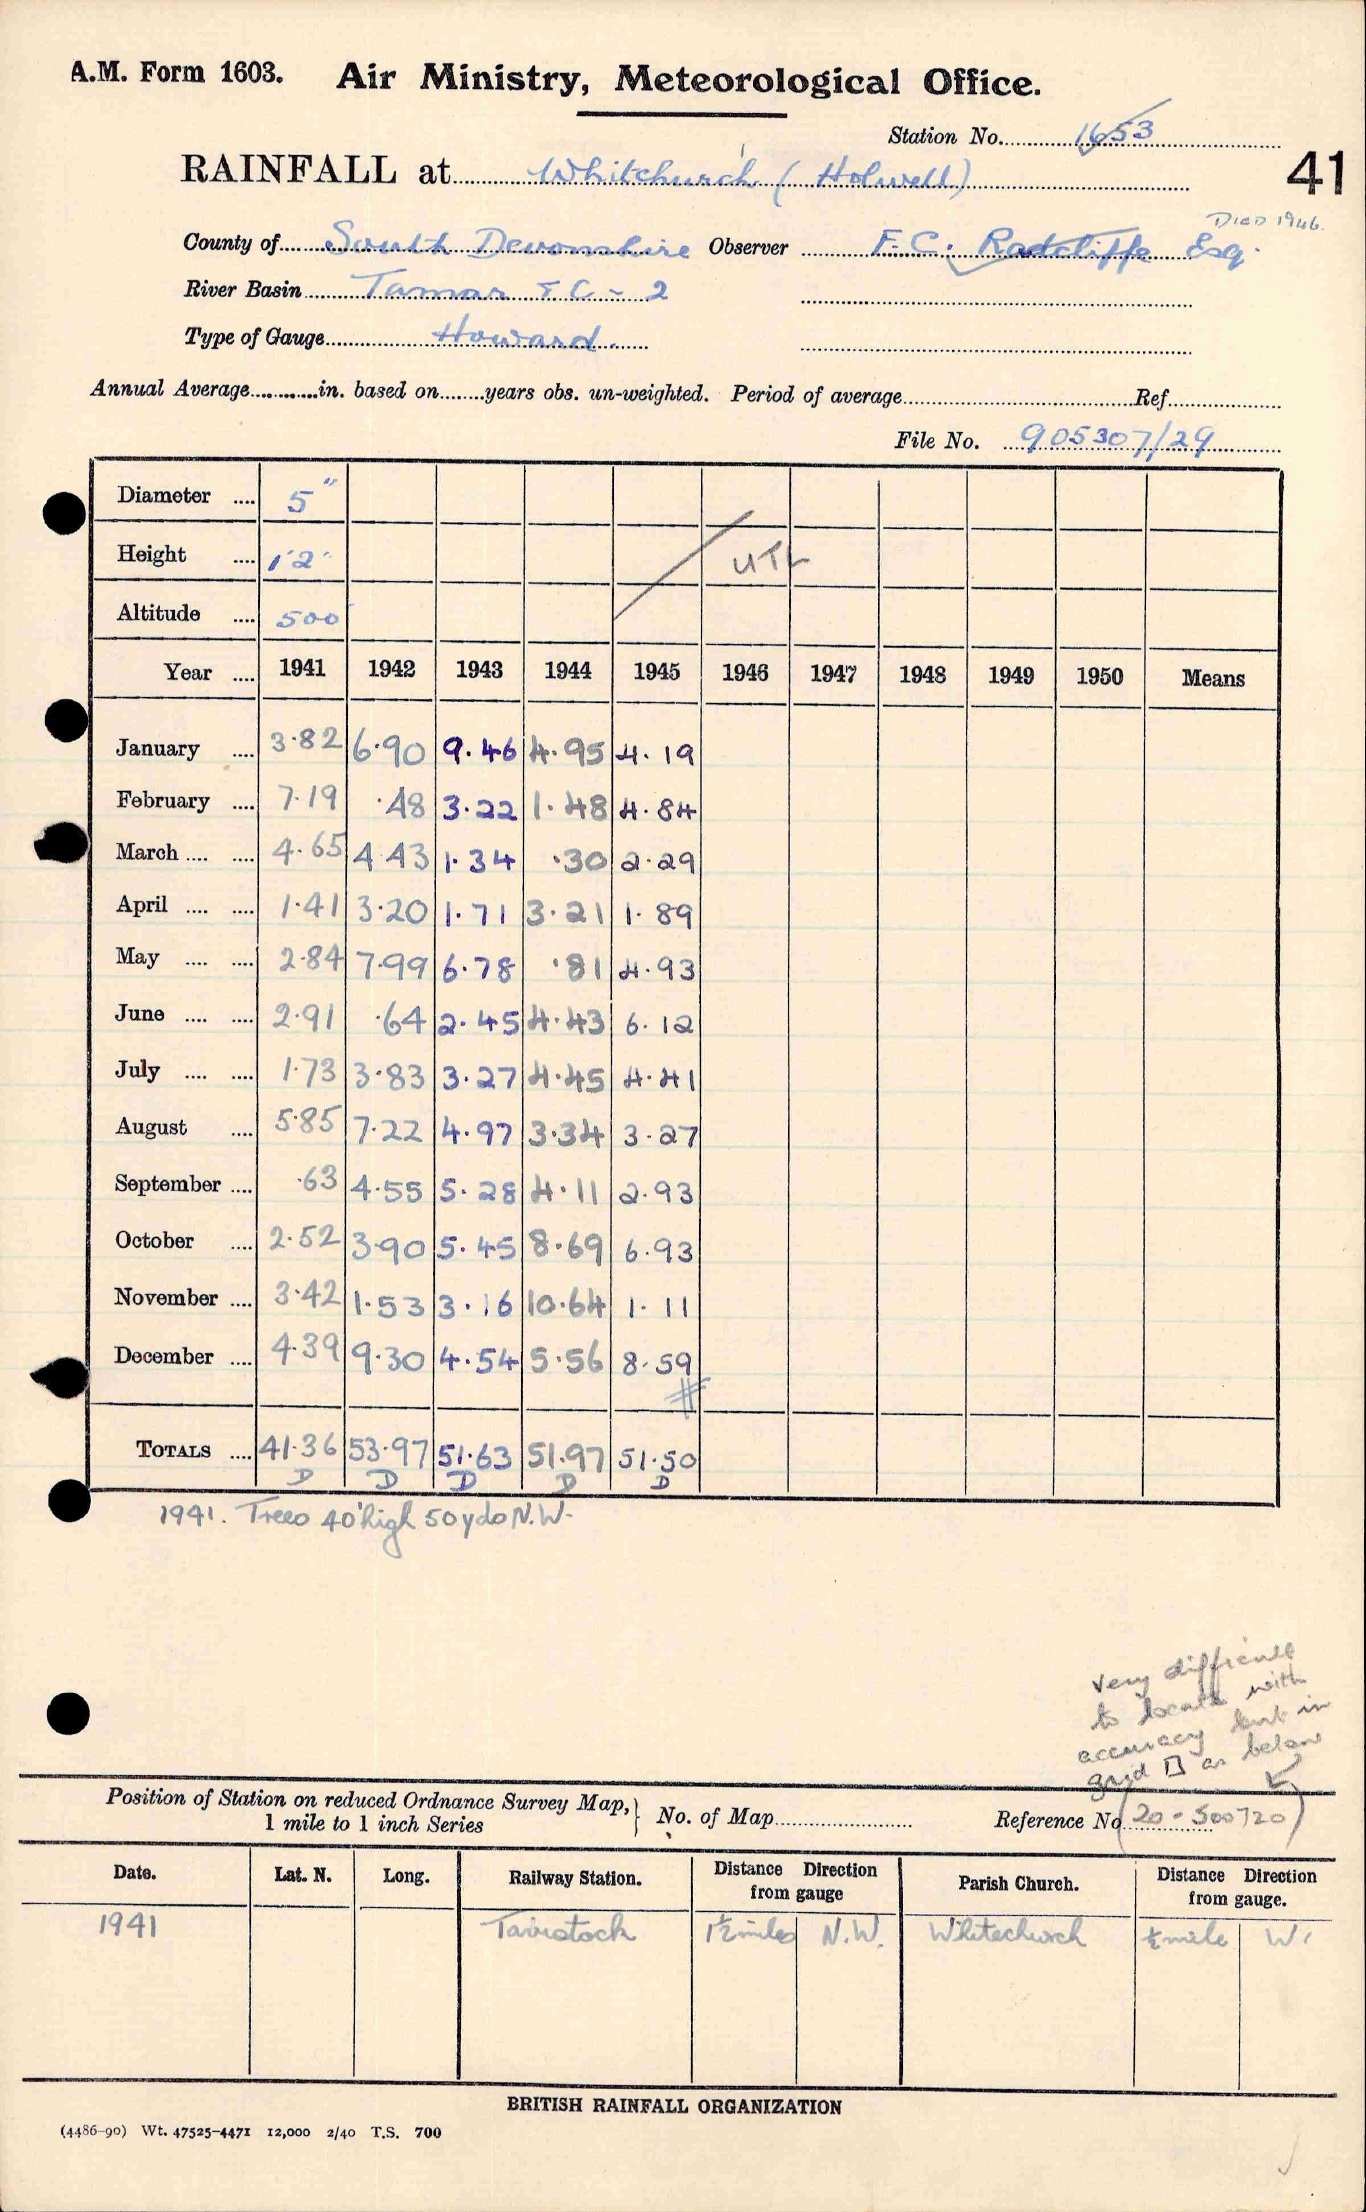 A.M. Form 1603. Air Ministry, Meteorological Office.
Station No. 1653
41
RAINFALL at Whitchurch (Holwell)
DIED 1946.
County of South Devonshire Observer F.C. Radcliffe Esq.
River Basin Tamar & C - 2
Type of Gauge Howard.
Annual Average............in. based on........years obs. un-weighted. Period of average............Ref............
File No. 905307/29
Diameter .... 5"
Height .... 1'2"
UTL
Altitude .... 500'
Year .... 1941 1942 1943 1944 1945 1946 1947 1948 1949 1950 Means
January .... 3.82 6.90 9.46 4.95 4.19
February .... 7.19 .48 3.22 1.48 4.84
March .... .... 4.65 4.43 1.34 .30 2.29
April .... .... 1.41 3.20 1.71 3.21 1.89
May .... .... 2.84 7.99 6.78 .81 4.93
June .... .... 2.91 .64 2.45 4.43 6.12
July .... .... 1.73 3.83 3.27 4.45 4.41
August .... 5.85 7.22 4.97 3.34 3.27
September .... .63 4.55 5.28 4.11 2.93
October .... 2.52 3.90 5.45 8.69 6.93
November .... 3.42 1.53 3.16 10.64 1.11
December .... 4.39 9.30 4.54 5.56 8.59
TOTALS .... 41.36 53.97 51.63 51.97 51.50
D D D D D
1941. Trees 40' high 50 yds N.W.
very difficult
to locate with
accuracy but in
grid as below
Position of Station on reduced Ordnance Survey Map,} No. of Map............ Reference No. (20-500720)
1 mile to 1 inch Series
Date. Lat. N. Long. Railway Station. Distance Direction from gauge Parish Church. Distance Direction from gauge.
1941 Tavistock 1½ miles N.W. Whitechurch ½ mile W.
BRITISH RAINFALL ORGANIZATION
(4486-90) Wt. 47525-4471 12,000 2/40 T.S. 700